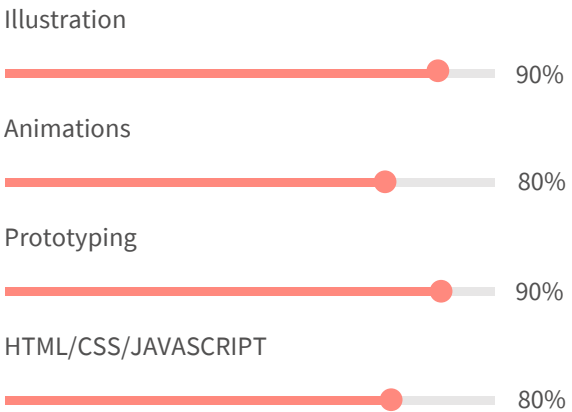 Illustration
90%
Animations
80%
Prototyping
90%
HTML/CSS/JAVASCRIPT
80%